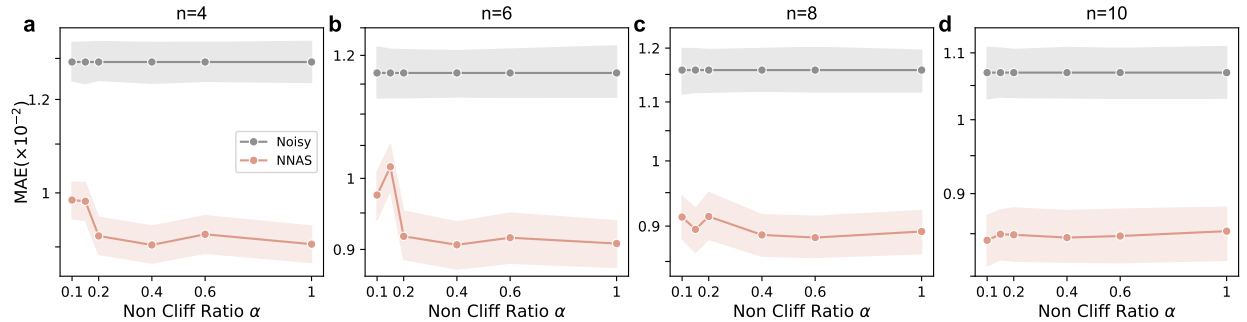 a
n=4
MAE(×10⁻²)
1.2
1
0.1
0.2
0.4
0.6
1
Non Cliff Ratio α
Noisy
NNAS
b
n=6
1.2
1
0.9
0.1
0.2
0.4
0.6
1
Non Cliff Ratio α
c
n=8
1.2
1.1
1
0.9
0.1
0.2
0.4
0.6
1
Non Cliff Ratio α
d
n=10
1.1
1
0.9
0.1
0.2
0.4
0.6
1
Non Cliff Ratio α